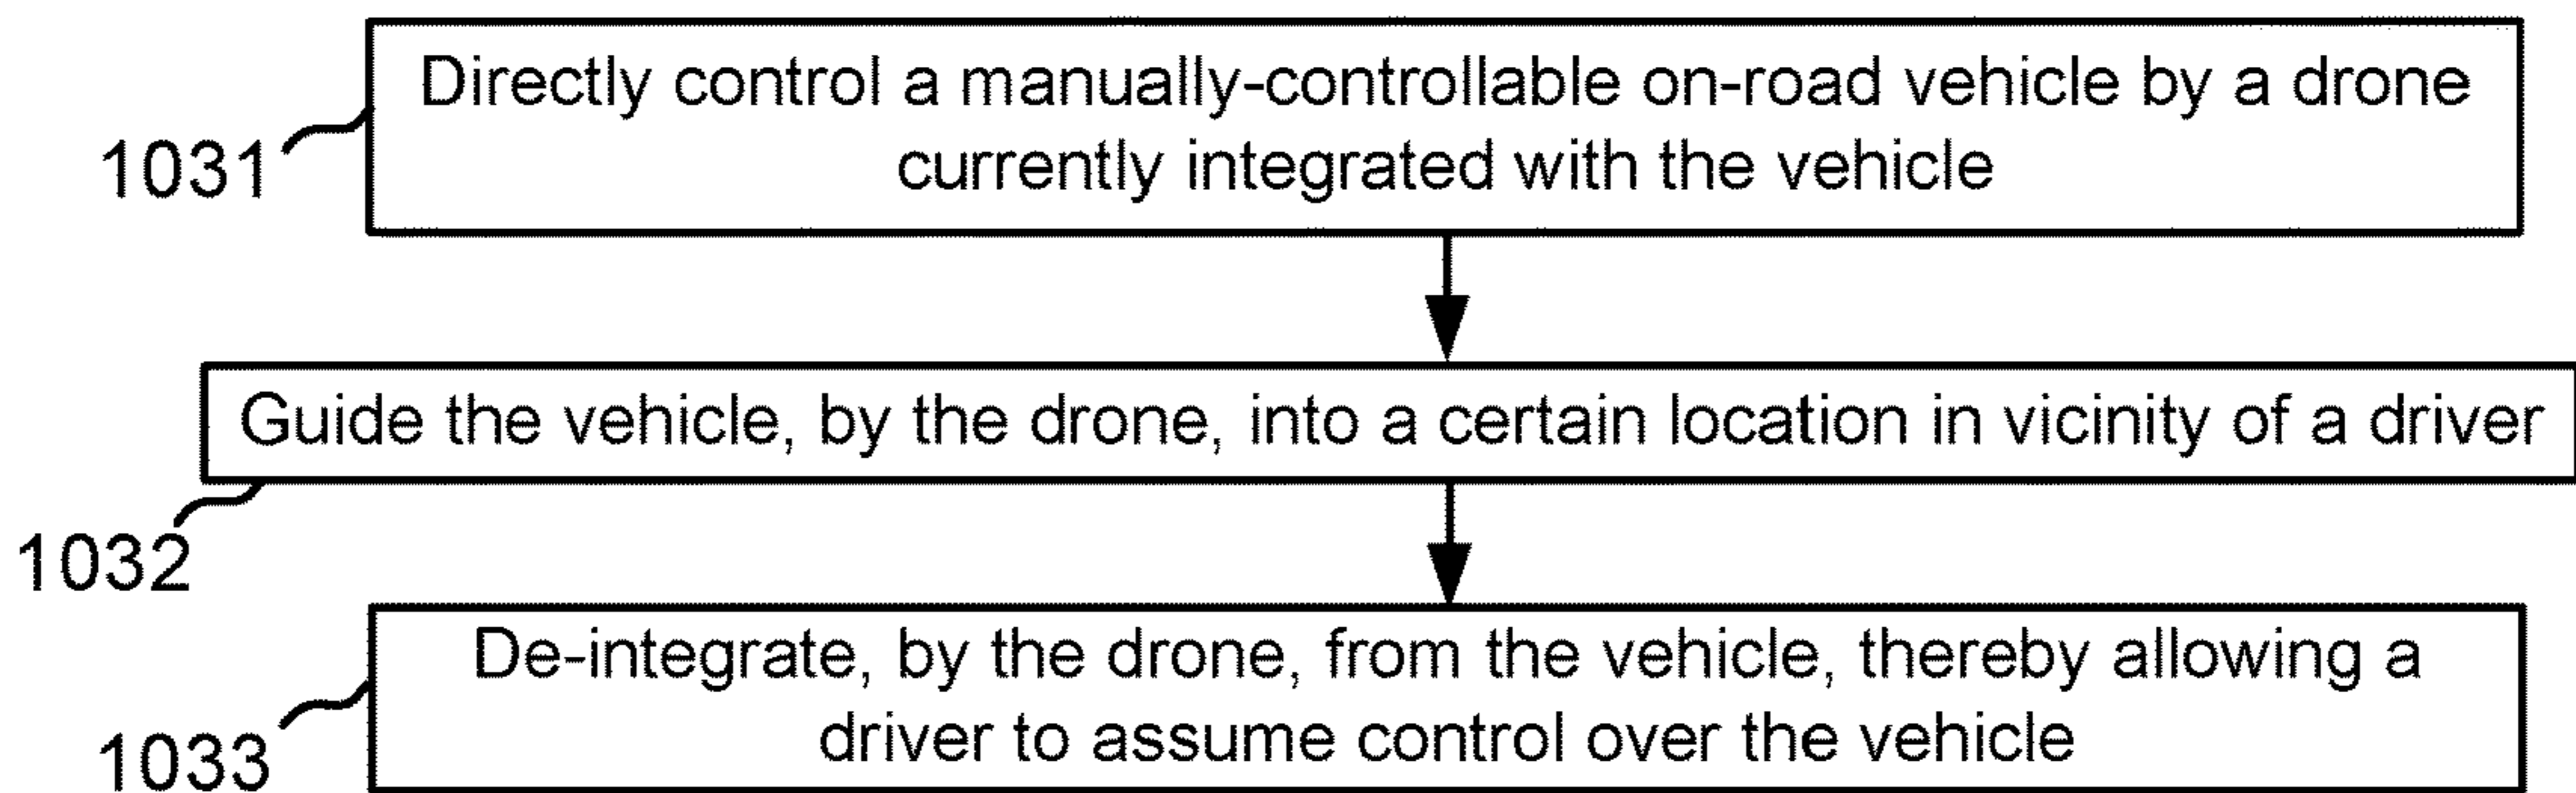 Directly control a manually-controllable on-road vehicle by a drone
currently integrated with the vehicle
1031
Guide the vehicle, by the drone, into a certain location in vicinity of a driver
1032
De-integrate, by the drone, from the vehicle, thereby allowing a
driver to assume control over the vehicle
1033